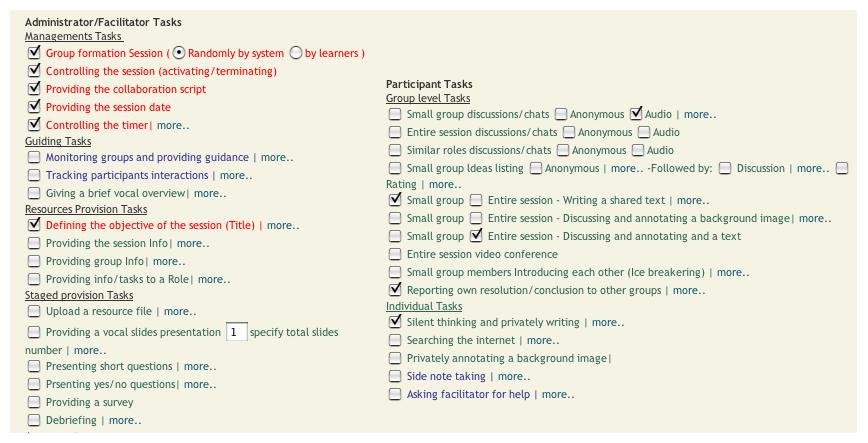 Administrator/Facilitator Tasks
Managements Tasks
Group formation Session ( Randomly by system by learners )
Controlling the session (activating/terminating)
Providing the collaboration script
Providing the session date
Controlling the timer| more..
Guiding Tasks
Monitoring groups and providing guidance | more..
Tracking participants interactions | more..
Giving a brief vocal overview| more..
Resources Provision Tasks
Defining the objective of the session (Title) | more..
Providing the session Info| more..
Providing group Info| more..
Providing info/tasks to a Role| more..
Staged provision Tasks
Upload a resource file | more..
Providing a vocal slides presentation 1 specify total slides
number | more..
Presenting short questions | more..
Prsenting yes/no questions| more..
Providing a survey
Debriefing | more..
Participant Tasks
Group level Tasks
Small group discussions/chats Anonymous Audio | more..
Entire session discussions/chats Anonymous Audio
Similar roles discussions/chats Anonymous Audio
Small group Ideas listing Anonymous | more.. -Followed by: Discussion | more..
Rating | more..
Small group Entire session - Writing a shared text | more..
Small group Entire session - Discussing and annotating a background image| more..
Small group Entire session - Discussing and annotating and a text
Entire session video conference
Small group members Introducing each other (Ice breakering) | more..
Reporting own resolution/conclusion to other groups | more..
Individual Tasks
Silent thinking and privately writing | more..
Searching the internet | more..
Privately annotating a background image|
Side note taking | more..
Asking facilitator for help | more..